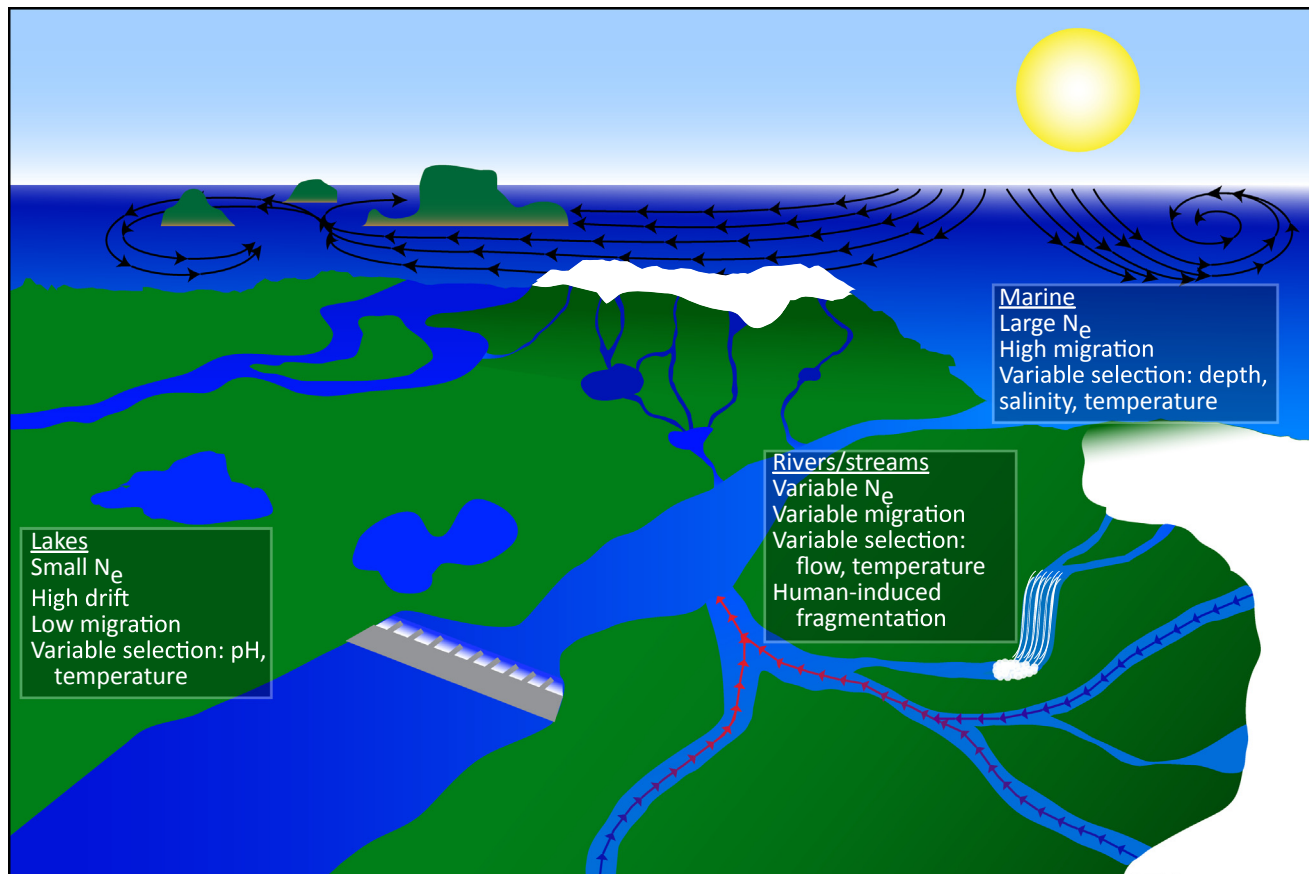 Marine
Large Ne
High migration
Variable selection: depth,
salinity, temperature
Rivers/streams
Variable Ne
Variable migration
Variable selection:
flow, temperature
Human-induced
fragmentation
Lakes
Small Ne
High drift
Low migration
Variable selection: pH,
temperature